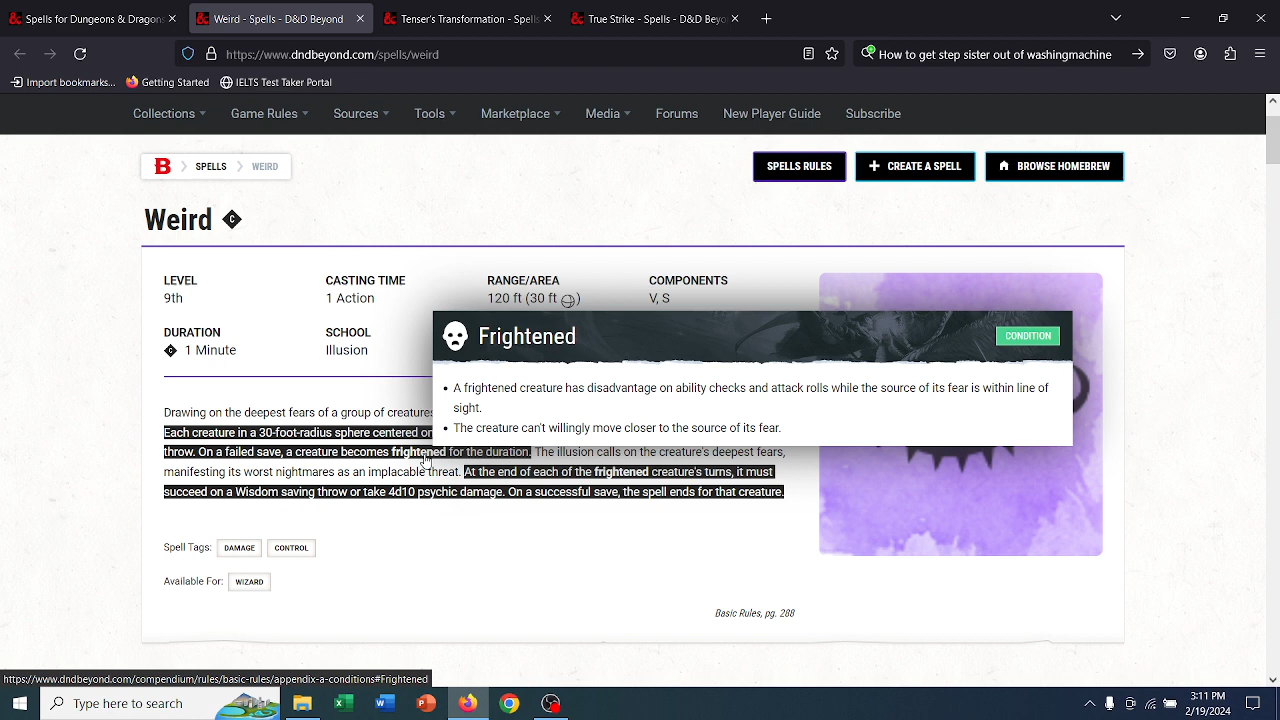 Spells for Dungeons & Dragons
Weird - Spells - D&D Beyond
Tenser's Transformation - Spells
True Strike - Spells - D&D Beyo
https://www.dndbeyond.com/spells/weird
How to get step sister out of washingmachine
Import bookmarks...
Getting Started
IELTS Test Taker Portal
Collections
Game Rules
Sources
Tools
Marketplace
Media
Forums
New Player Guide
Subscribe
B
SPELLS
WEIRD
SPELLS RULES
+ CREATE A SPELL
BROWSE HOMEBREW
Weird C
LEVEL
9th
CASTING TIME
1 Action
RANGE/AREA
120 ft (30 ft )
COMPONENTS
V, S
DURATION
C 1 Minute
SCHOOL
Illusion
Frightened
CONDITION
• A frightened creature has disadvantage on ability checks and attack rolls while the source of its fear is within line of
sight.
• The creature can't willingly move closer to the source of its fear.
Drawing on the deepest fears of a group of creatures
Each creature in a 30-foot-radius sphere centered on
throw. On a failed save, a creature becomes frightened for the duration. The illusion calls on the creature's deepest fears,
manifesting its worst nightmares as an implacable threat. At the end of each of the frightened creature's turns, it must
succeed on a Wisdom saving throw or take 4d10 psychic damage. On a successful save, the spell ends for that creature.
Spell Tags: DAMAGE CONTROL
Available For: WIZARD
Basic Rules, pg. 288
https://www.dndbeyond.com/compendium/rules/basic-rules/appendix-a-conditions#Frightened
Type here to search
3:11 PM
2/19/2024